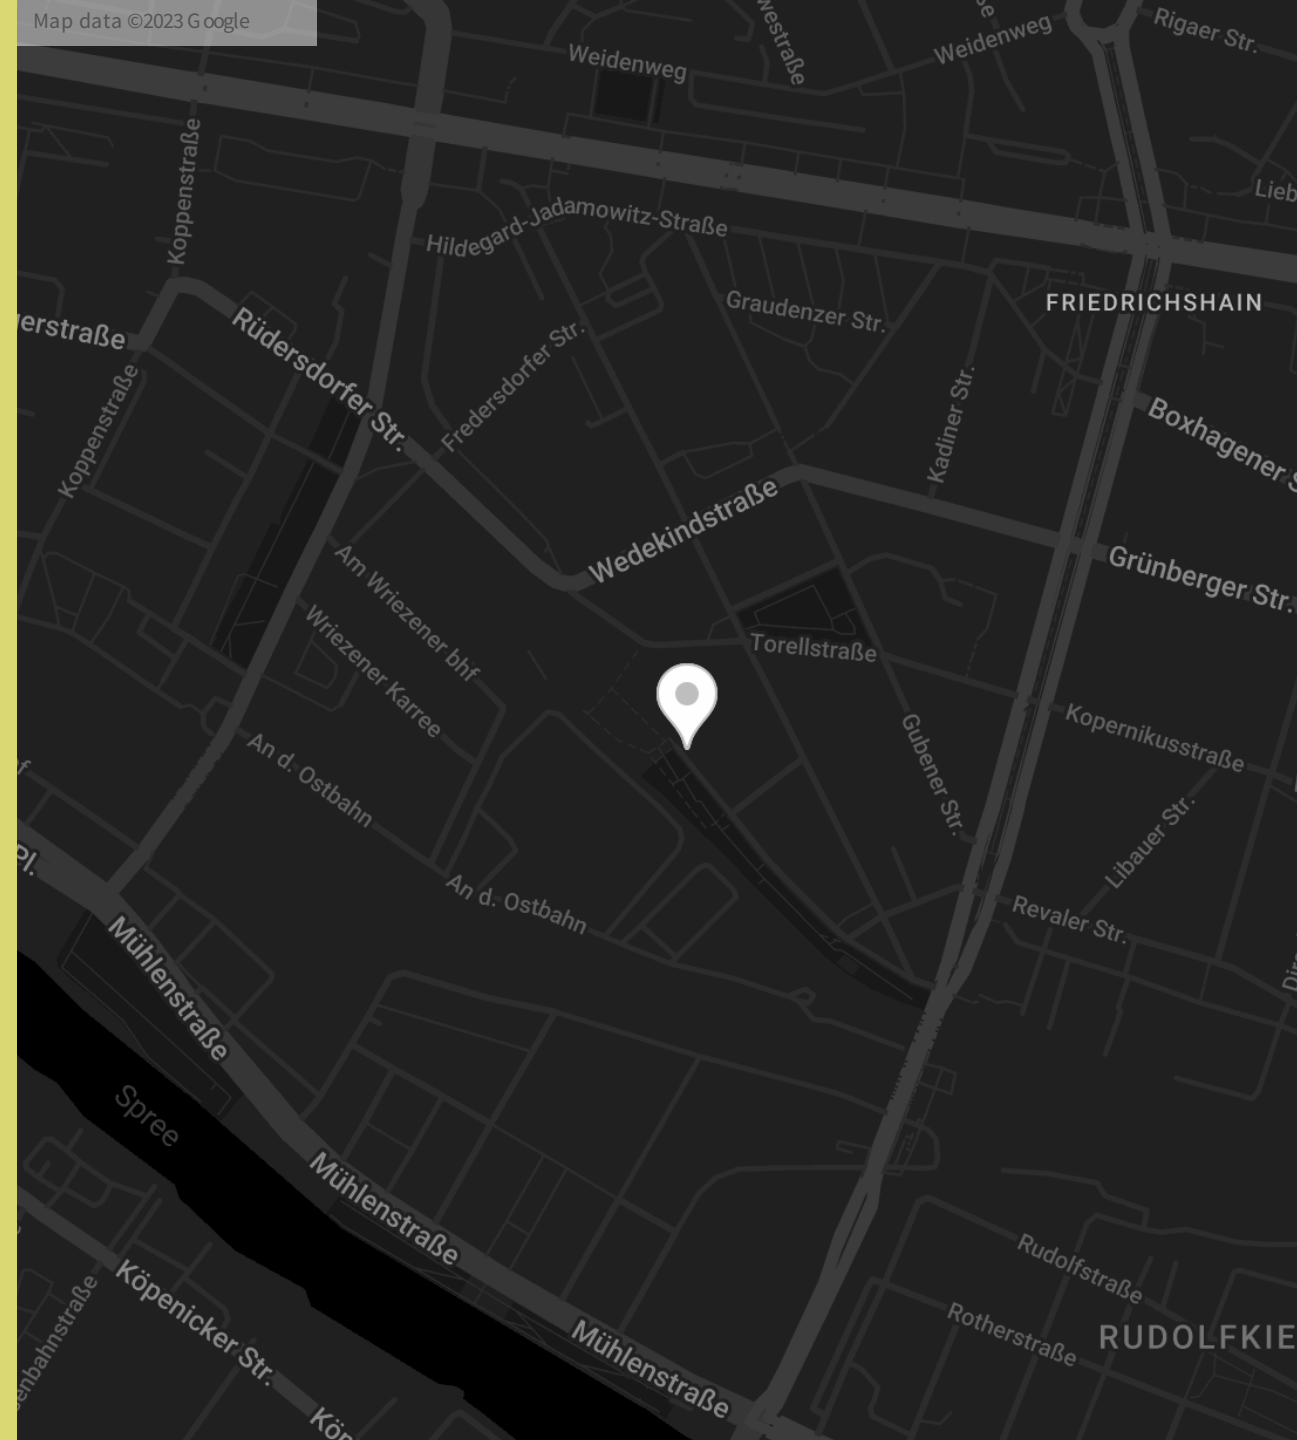 Map data ©2023 Google
Weidenweg
Weidenweg
Rigaer Str.
Koppenstraße
Hildegard-Jadamowitz-Straße
Graudenzer Str.
FRIEDRICHSHAIN
Rüdersdorfer Str.
Fredersdorfer Str.
Koppenstraße
Kadiner Str.
Boxhagener
Wedekindstraße
Grünberger Str.
Am Wriezener bhf
Wriezener Karree
Torellstraße
Gubener Str.
Kopernikusstraße
An d. Ostbahn
Libauer Str.
Pl.
An d. Ostbahn
Revaler Str.
Mühlenstraße
Spree
Mühlenstraße
Rudolfstraße
Köpenicker Str.
Rotherstraße
RUDOLFKIE
Mühlenstraße